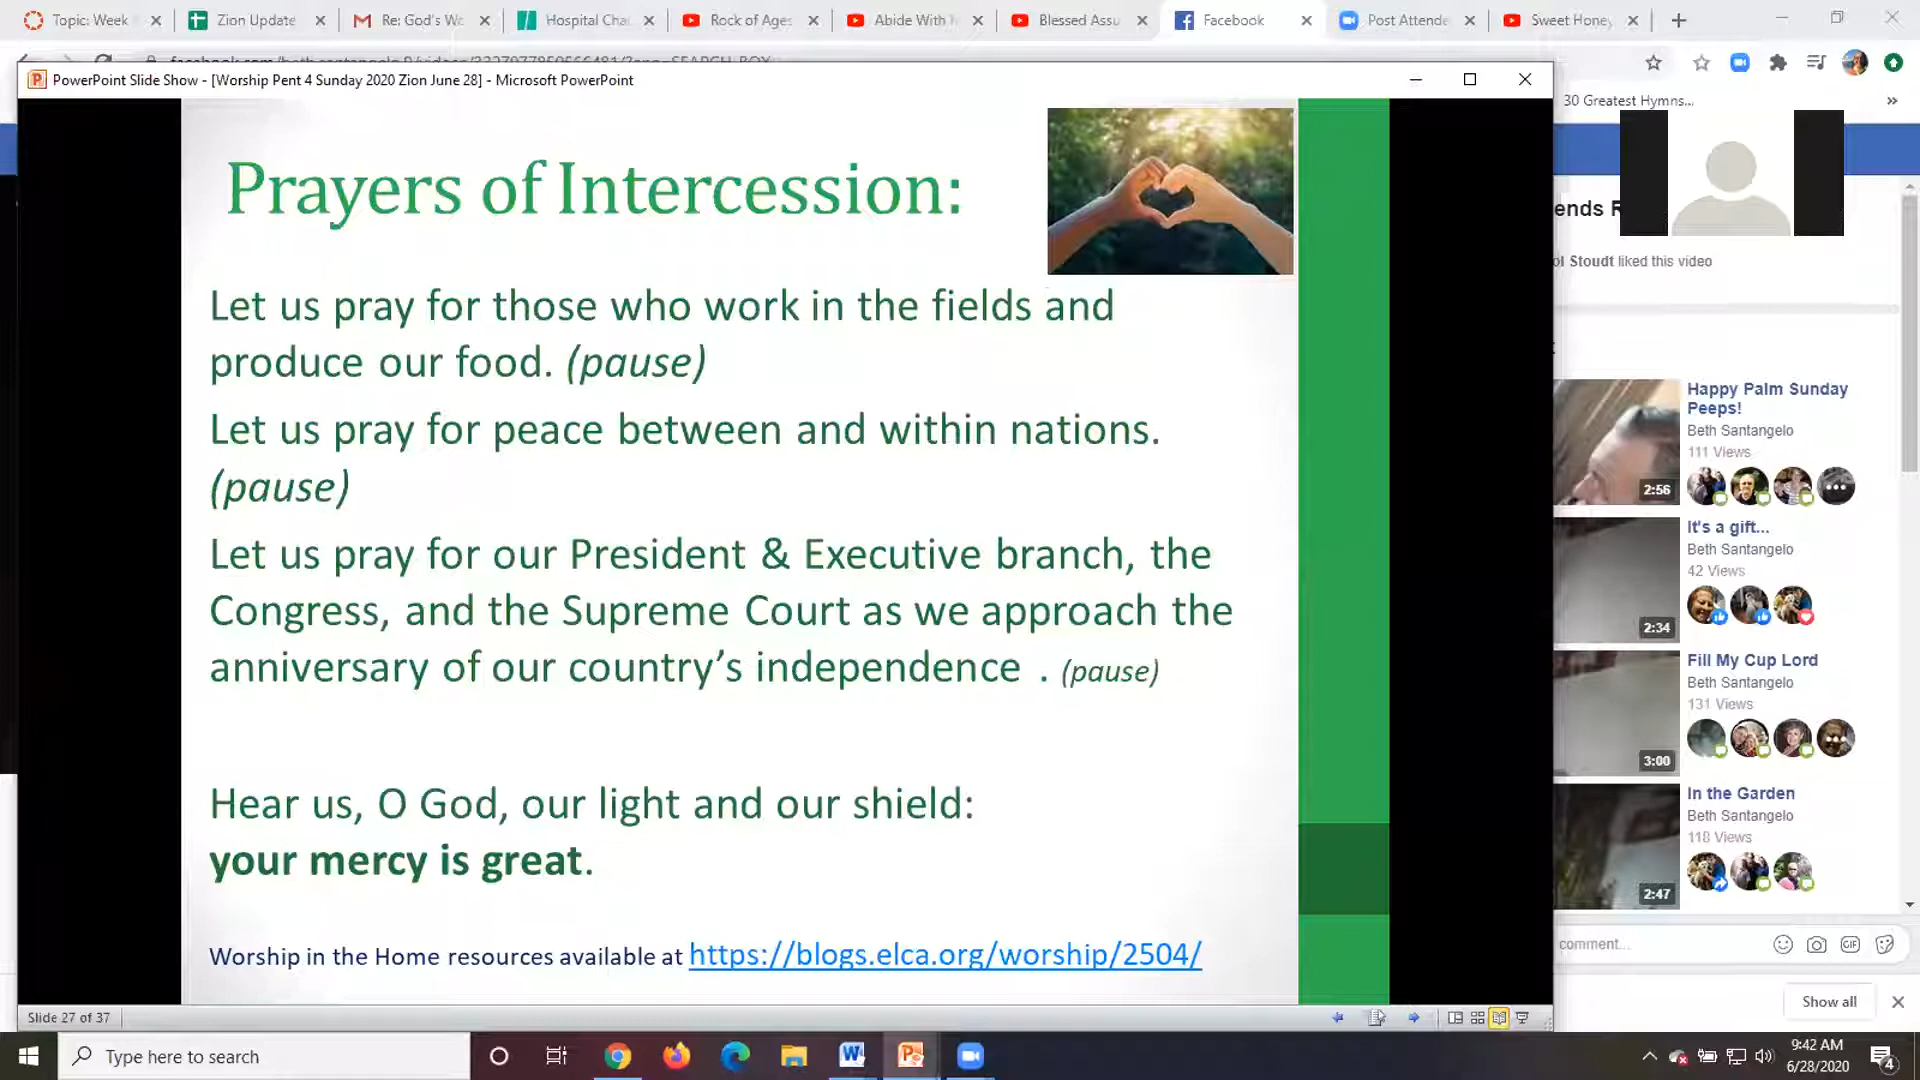 Topic: Week
Zion Update
Re: God's Wo
Hospital Cha
Rock of Ages
Abide With
Blessed Assu
Facebook
Post Attende
Sweet Honey
30 Greatest Hymns...
PowerPoint Slide Show - [Worship Pent 4 Sunday 2020 Zion June 28] - Microsoft PowerPoint
Prayers of Intercession:
Let us pray for those who work in the fields and
produce our food. (pause)
Let us pray for peace between and within nations.
(pause)
Let us pray for our President & Executive branch, the
Congress, and the Supreme Court as we approach the
anniversary of our country’s independence . (pause)
Hear us, O God, our light and our shield:
your mercy is great.
Worship in the Home resources available at https://blogs.elca.org/worship/2504/
ends R
ol Stoudt liked this video
Happy Palm Sunday
Peeps!
Beth Santangelo
111 Views
2:56
It's a gift...
Beth Santangelo
42 Views
2:34
Fill My Cup Lord
Beth Santangelo
131 Views
3:00
In the Garden
Beth Santangelo
118 Views
2:47
comment...
GIF
Show all
Slide 27 of 37
Type here to search
9:42 AM
6/28/2020
4